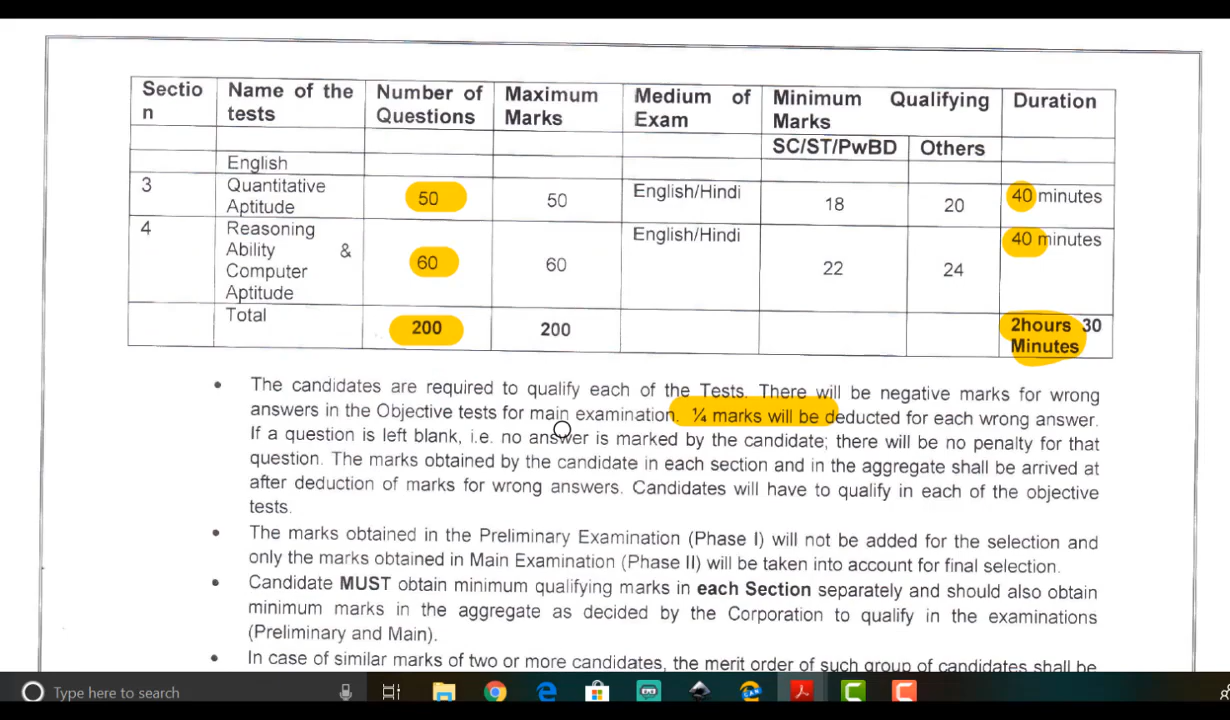 Sectio n Name of the tests Number of Questions Maximum Marks Medium of Exam Minimum Qualifying Marks Duration
SC/ST/PwBD Others
English
3 Quantitative Aptitude 50 50 English/Hindi 18 20 40 minutes
4 Reasoning Ability & Computer Aptitude 60 60 English/Hindi 22 24 40 minutes
Total 200 200 2hours 30 Minutes
• The candidates are required to qualify each of the Tests. There will be negative marks for wrong
answers in the Objective tests for main examination. ¼ marks will be deducted for each wrong answer.
If a question is left blank, i.e. no answer is marked by the candidate; there will be no penalty for that
question. The marks obtained by the candidate in each section and in the aggregate shall be arrived at
after deduction of marks for wrong answers. Candidates will have to qualify in each of the objective
tests.
• The marks obtained in the Preliminary Examination (Phase I) will not be added for the selection and
only the marks obtained in Main Examination (Phase II) will be taken into account for final selection.
• Candidate MUST obtain minimum qualifying marks in each Section separately and should also obtain
minimum marks in the aggregate as decided by the Corporation to qualify in the examinations
(Preliminary and Main).
• In case of similar marks of two or more candidates, the merit order of such group of candidates shall be
Type here to search